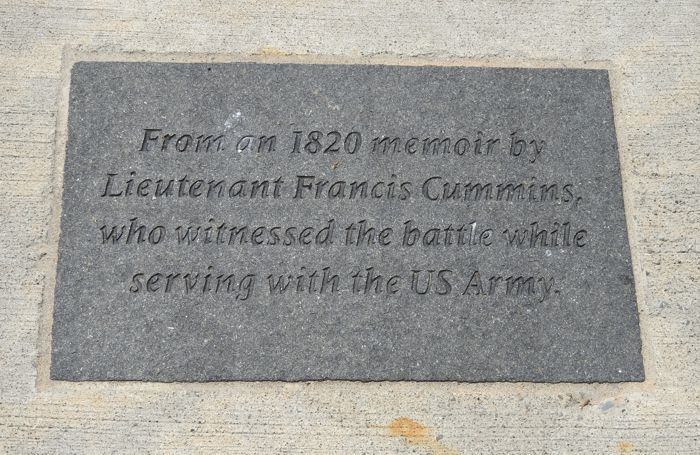 From an 1820 memoir by
Lieutenant Francis Cummins,
who witnessed the battle while
serving with the US Army.